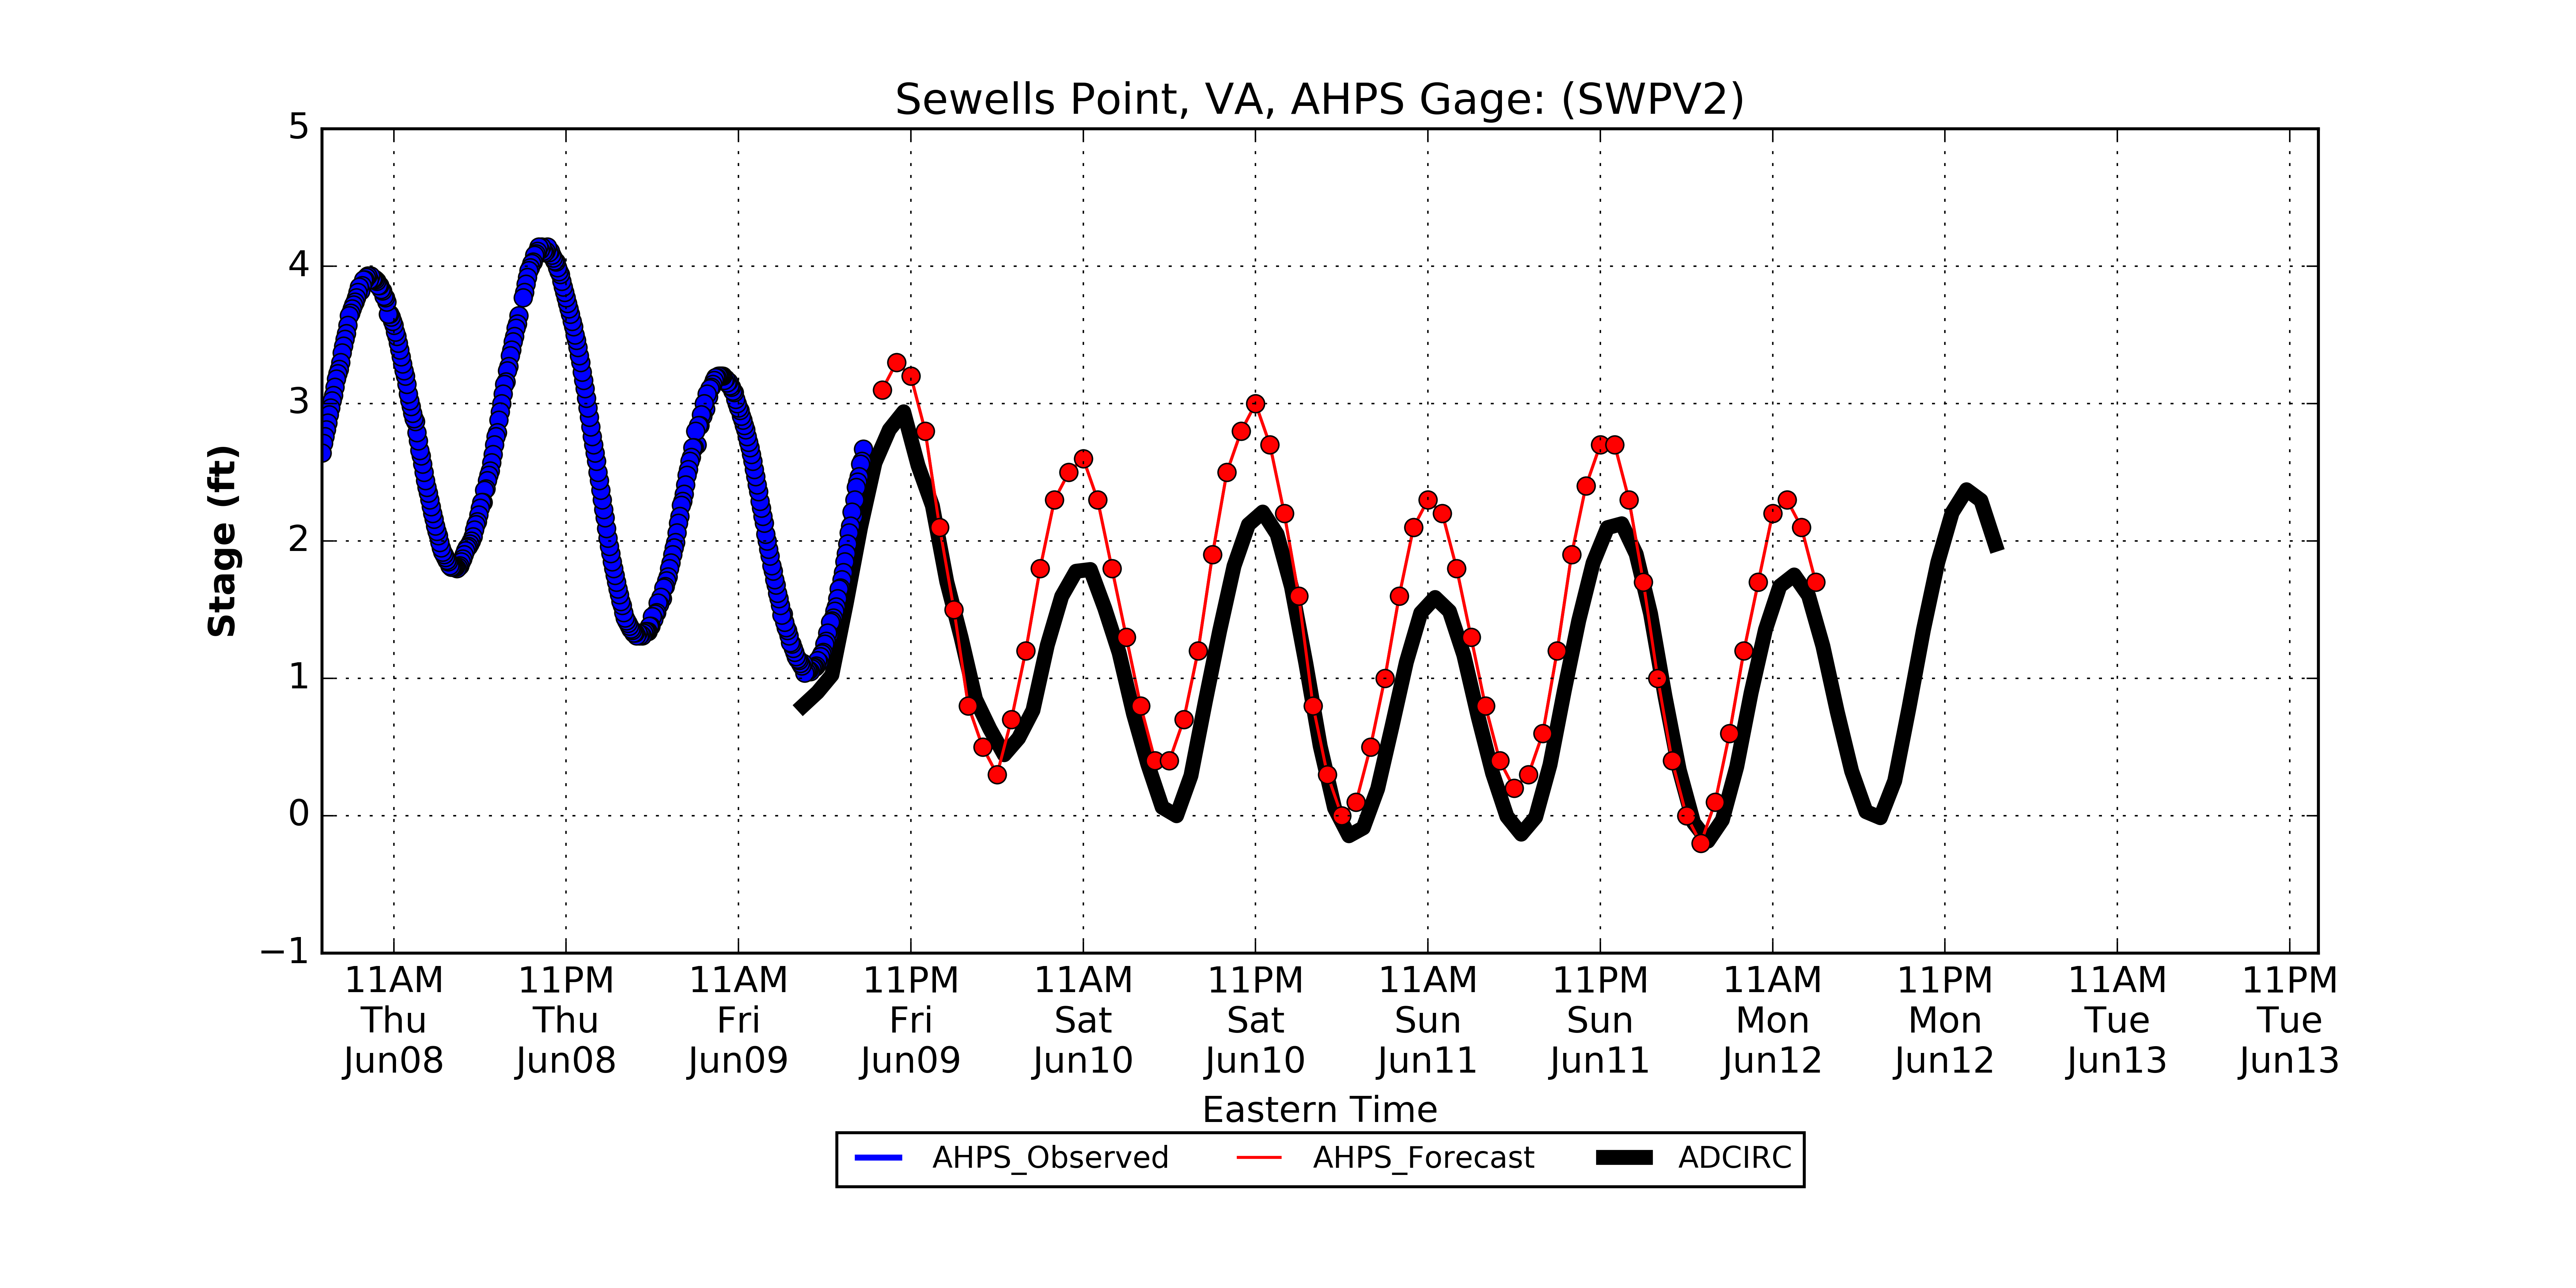 Sewells Point, VA, AHPS Gage: (SWPV2)
5
4
3
2
1
0
−1
Stage (ft)
11AM 11PM 11AM 11PM 11AM 11PM 11AM 11PM 11AM 11PM 11AM 11PM
Thu Thu Fri Fri Sat Sat Sun Sun Mon Mon Tue Tue
Jun08 Jun08 Jun09 Jun09 Jun10 Jun10 Jun11 Jun11 Jun12 Jun12 Jun13 Jun13
Eastern Time
AHPS_Observed AHPS_Forecast ADCIRC